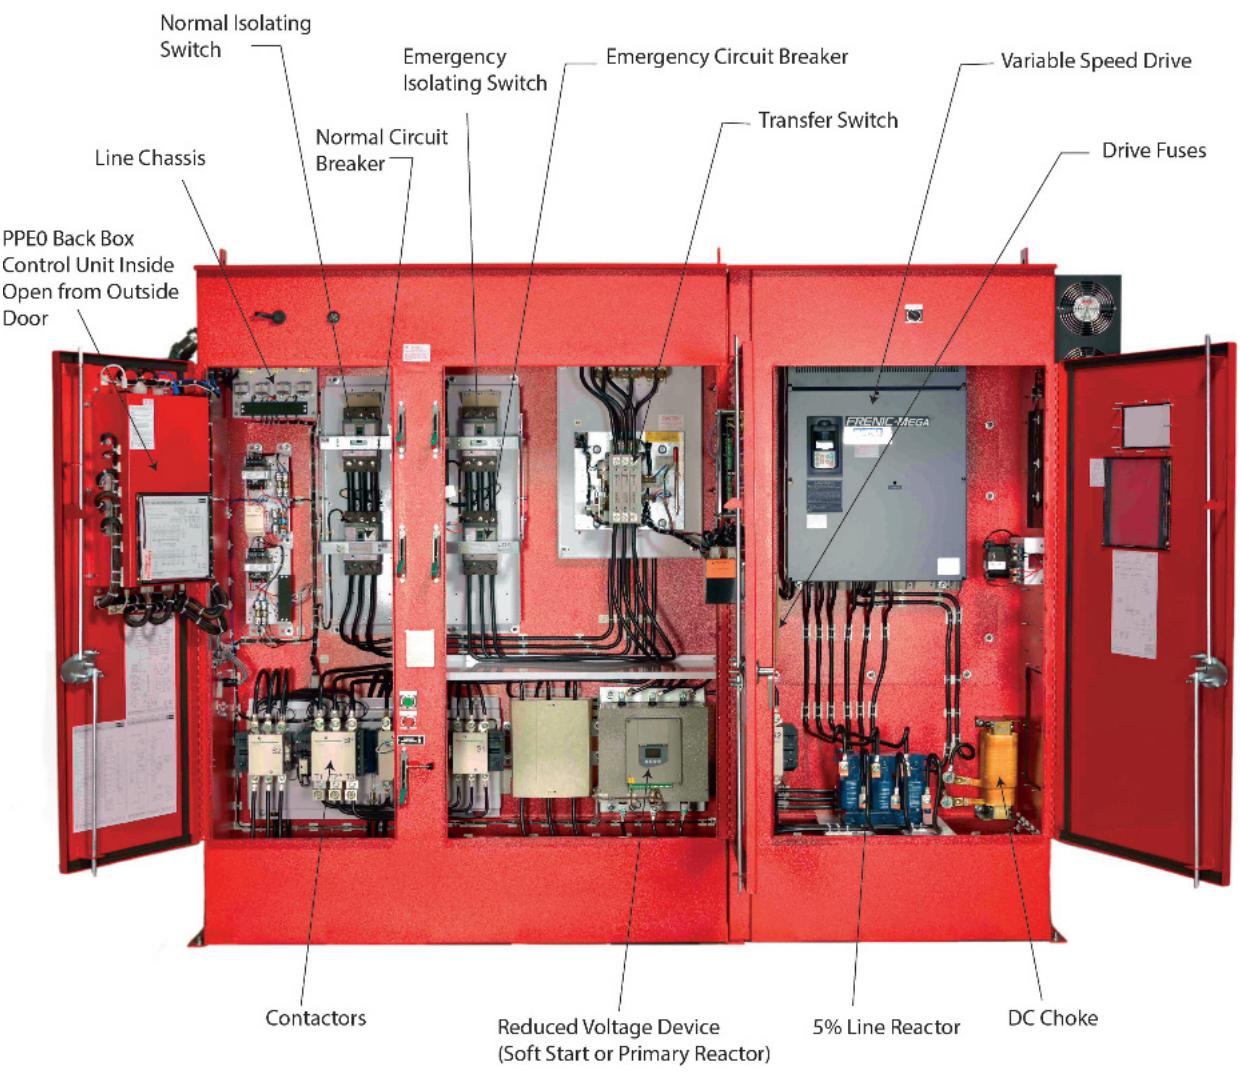 Normal Isolating
Switch
Emergency
Isolating Switch
Emergency Circuit Breaker
Variable Speed Drive
Normal Circuit
Breaker
Transfer Switch
Line Chassis
Drive Fuses
PPE0 Back Box
Control Unit Inside
Open from Outside
Door
FRENIC-MEGA
Contactors
Reduced Voltage Device
(Soft Start or Primary Reactor)
5% Line Reactor
DC Choke